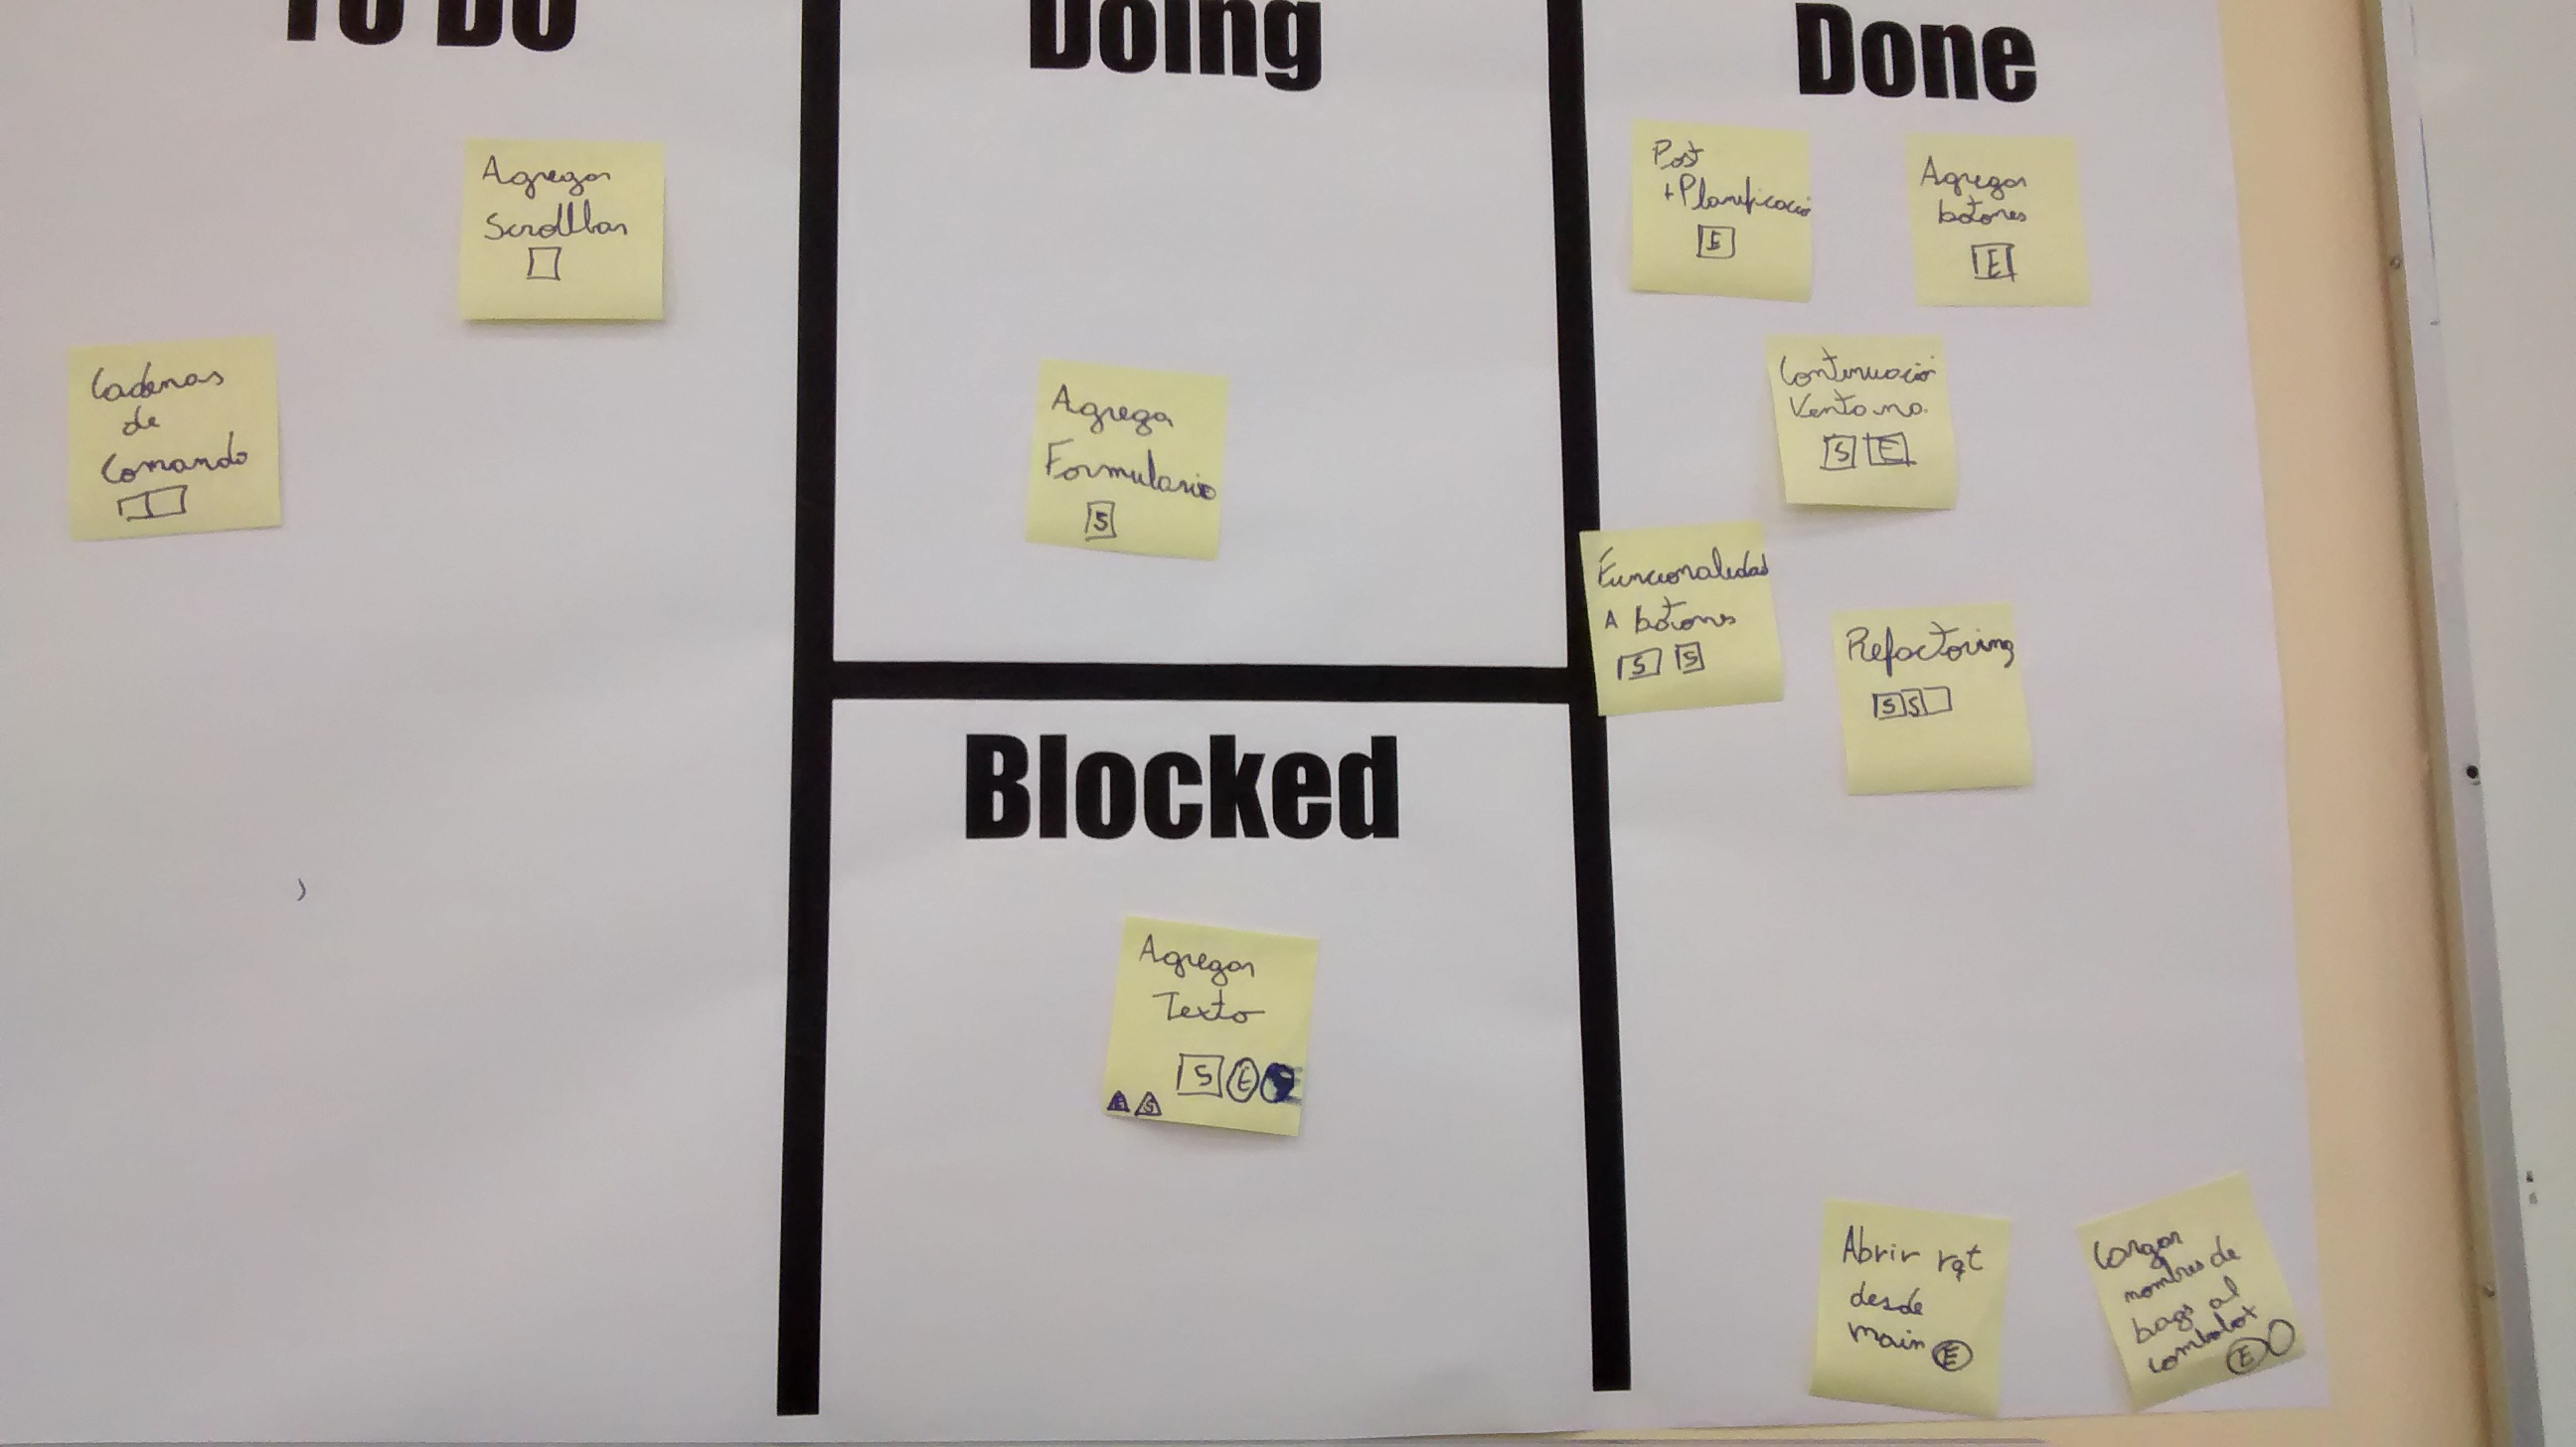 To Do
Agregar
Scrollbar
Cadenas
de
Comando
Doing
Agrega
Formulario
S
Blocked
Agregar
Texto
S E
S
Done
Post
+Planificacio
E
Agregar
botones
E
Continuación
Ventana.
S E
Funcionalidad
A botones
S S
Refactoring
S S
Abrir rqt
desde
main E
Cargar
nombres de
bags al
combobox
E